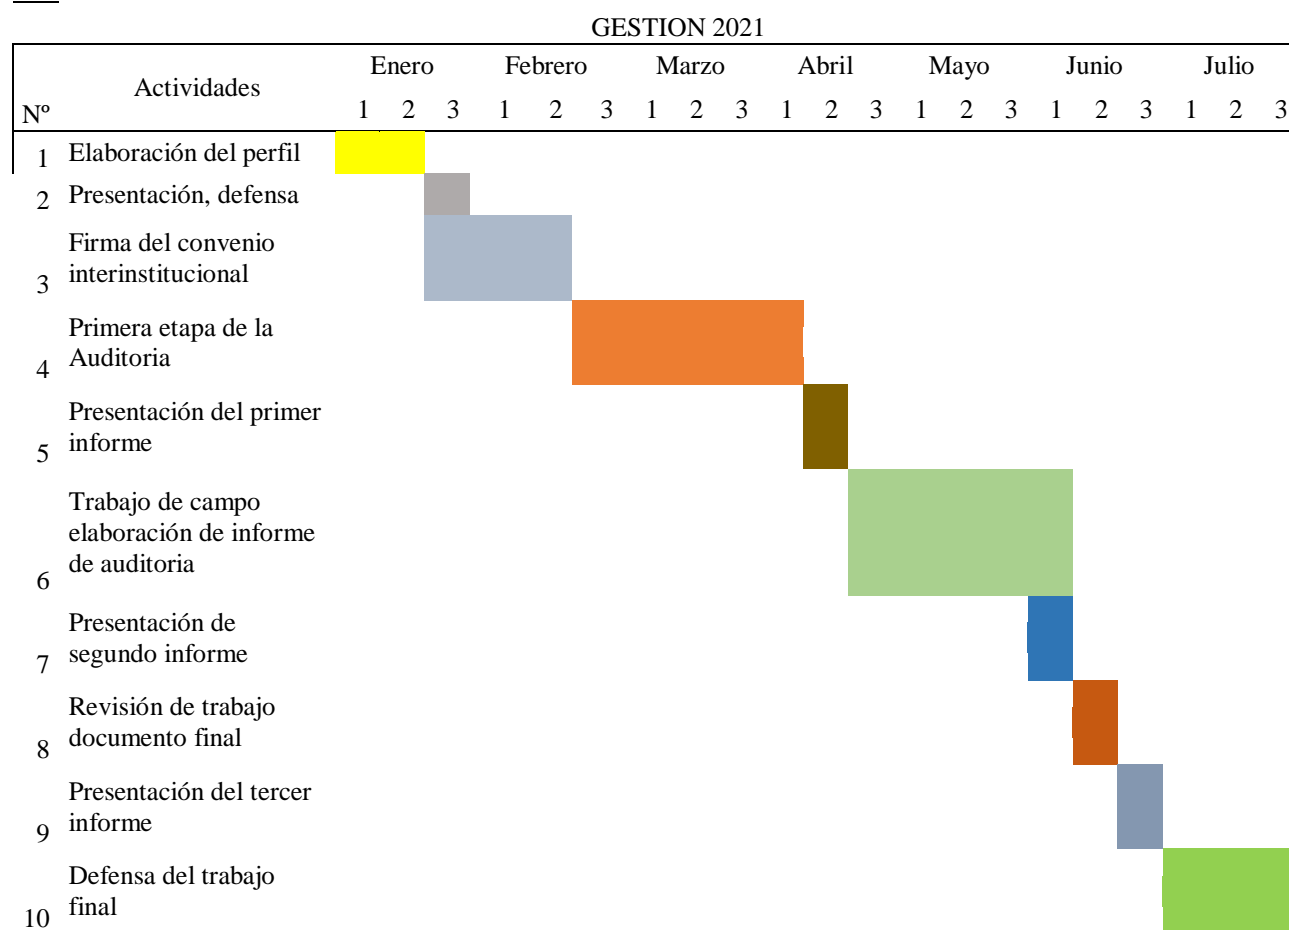 GESTION 2021
Nº Actividades Enero Febrero Marzo Abril Mayo Junio Julio
1 2 3 1 2 3 1 2 3 1 2 3 1 2 3 1 2 3 1 2 3
1 Elaboración del perfil
2 Presentación, defensa
3 Firma del convenio
interinstitucional
4 Primera etapa de la
Auditoria
5 Presentación del primer
informe
6 Trabajo de campo
elaboración de informe
de auditoria
7 Presentación de
segundo informe
8 Revisión de trabajo
documento final
9 Presentación del tercer
informe
10 Defensa del trabajo
final